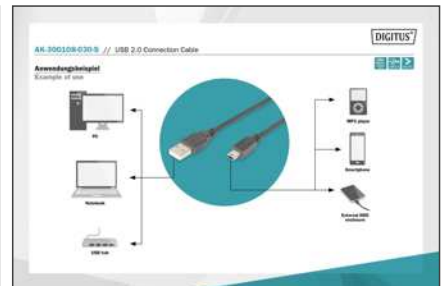 DIGITUS®
AK-300108-030-S // USB 2.0 Connection Cable
Anwendungsbeispiel
Example of use
PC
Notebook
USB hub
MP3 player
Smartphone
External HDD
enclosure